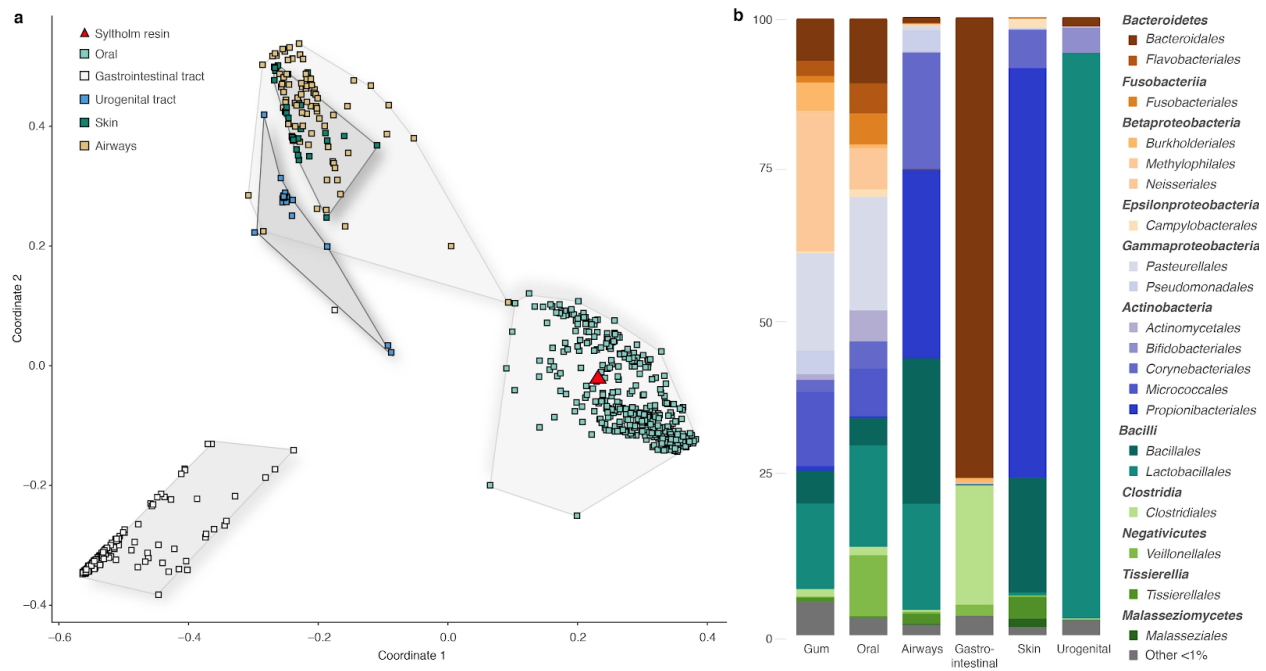 a
Syltholm resin
Oral
Gastrointestinal tract
Urogenital tract
Skin
Airways
0.4
0.2
0.0
−0.2
−0.4
Coordinate 2
−0.6
−0.4
−0.2
0.0
0.2
0.4
Coordinate 1
b
100
75
50
25
0
Gum
Oral
Airways
Gastro-
intestinal
Skin
Urogenital
Bacteroidetes
Bacteroidales
Flavobacteriales
Fusobacteriia
Fusobacteriales
Betaproteobacteria
Burkholderiales
Methylophilales
Neisseriales
Epsilonproteobacteria
Campylobacterales
Gammaproteobacteria
Pasteurellales
Pseudomonadales
Actinobacteria
Actinomycetales
Bifidobacteriales
Corynebacteriales
Micrococcales
Propionibacteriales
Bacilli
Bacillales
Lactobacillales
Clostridia
Clostridiales
Negativicutes
Veillonellales
Tissierellia
Tissierellales
Malasseziomycetes
Malasseziales
Other <1%